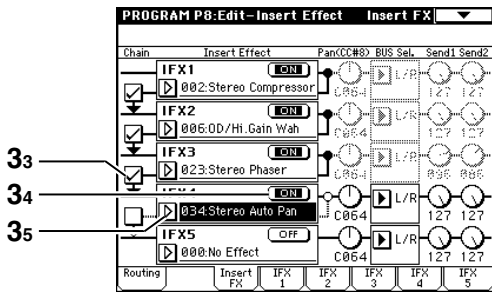 PROGRAM P8:Edit-Insert Effect Insert FX
Chain Insert Effect Pan(CC#8) BUS Sel. Send1 Send2
IFX1 ON
002:Stereo Compressor C064 L/R 127 127
IFX2 ON
006:OD/Hi.Gain Wah C064 L/R 127 127
33
IFX3 ON
023:Stereo Phaser C064 L/R 096 086
34
ON
35
034:Stereo Auto Pan C064 L/R 127 127
IFX5 OFF
000:No Effect C064 L/R 127 127
Routing Insert FX IFX 1 IFX 2 IFX 3 IFX 4 IFX 5